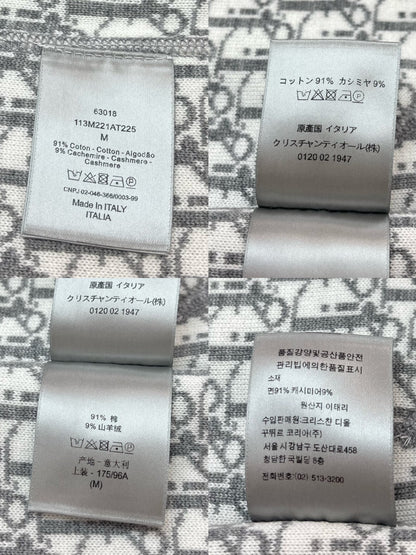 63018
113M221AT225
M
91% Coton - Cotton - Algodão
9% Cachemire - Cashmere -
Cashmere
CNPJ 02-046-368/0003-99
Made in ITALY
ITALIA
コットン91% カシミヤ9%
原産国 イタリア
クリスチャンディオール(株)
0120 02 1947
原産国 イタリア
クリスチャンディオール(株)
0120 02 1947
91% 棉
9% 山羊绒
产地 - 意大利
上装 - 175/96A
(M)
품질경영및공산품안전
관리법에의한품질표시
소재
면91% 캐시미어9%
원산지 이태리
수입판매원:크리스챤 디올
꾸뛰르 코리아(주)
서울시강남구 도산대로458
청담한국빌딩 8층
전화번호:(02) 513-3200